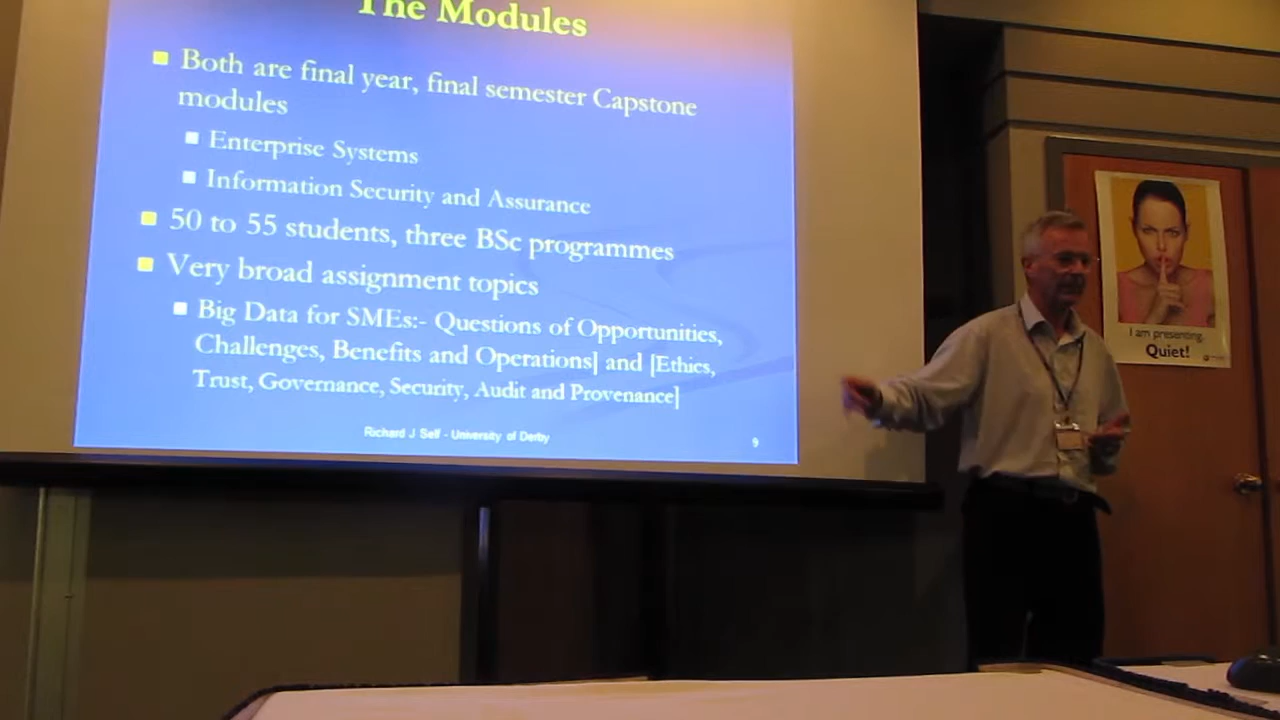 The Modules
Both are final year, final semester Capstone
modules
Enterprise Systems
Information Security and Assurance
50 to 55 students, three BSc programmes
Very broad assignment topics
Big Data for SMEs:- Questions of Opportunities,
Challenges, Benefits and Operations] and [Ethics,
Trust, Governance, Security, Audit and Provenance]
Richard J Self - University of Derby
9
I am presenting.
Quiet!